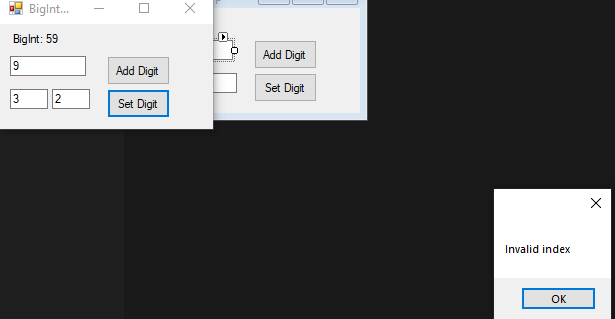 BigInt...
BigInt: 59
9
Add Digit
3
2
Set Digit
Add Digit
Set Digit
Invalid index
OK